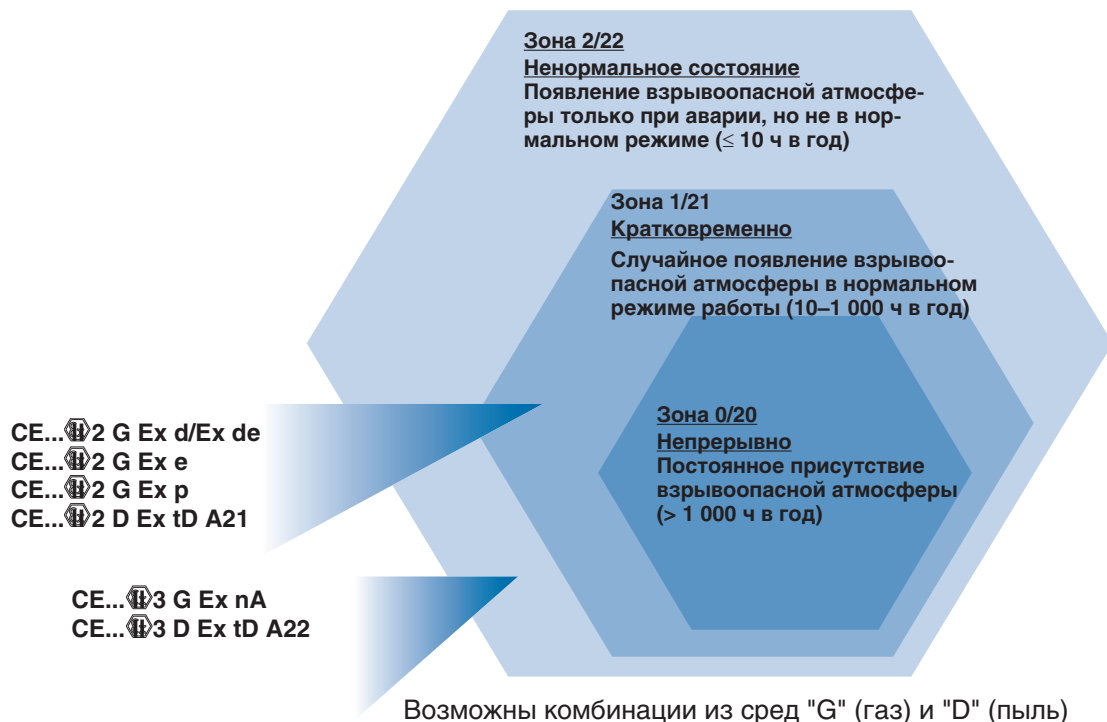 Зона 2/22
Ненормальное состояние
Появление взрывоопасной атмосфе-
ры только при аварии, но не в нор-
мальном режиме (≤ 10 ч в год)
Зона 1/21
Кратковременно
Случайное появление взрывоо-
пасной атмосферы в нормальном
режиме работы (10–1 000 ч в год)
Зона 0/20
Непрерывно
Постоянное присутствие
взрывоопасной атмосферы
(> 1 000 ч в год)
CE... 2 G Ex d/Ex de
CE... 2 G Ex e
CE... 2 G Ex p
CE... 2 D Ex tD A21
CE... 3 G Ex nA
CE... 3 D Ex tD A22
Возможны комбинации из сред "G" (газ) и "D" (пыль)